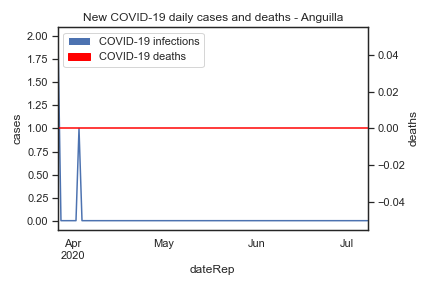 New COVID-19 daily cases and deaths - Anguilla
COVID-19 infections
COVID-19 deaths
2.00
1.75
1.50
1.25
1.00
0.75
0.50
0.25
0.00
cases
0.04
0.02
0.00
−0.02
−0.04
deaths
Apr
2020
May
Jun
Jul
dateRep